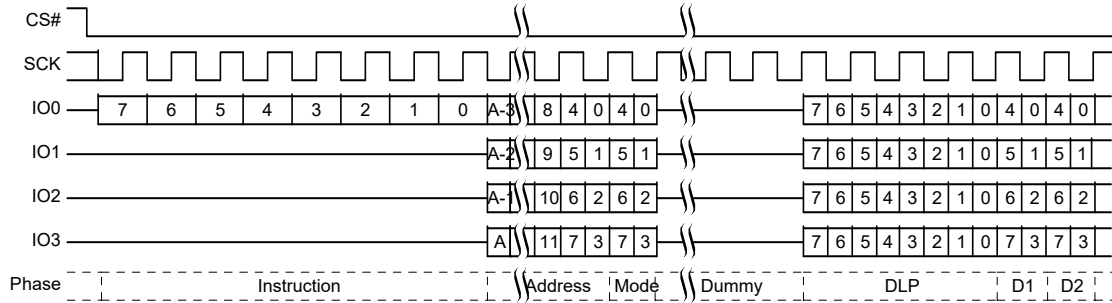 CS#
SCK
IO0 7 6 5 4 3 2 1 0 A-3 8 4 0 4 0 7 6 5 4 3 2 1 0 4 0 4 0
IO1 A-2 9 5 1 5 1 7 6 5 4 3 2 1 0 5 1 5 1
IO2 A-1 10 6 2 6 2 7 6 5 4 3 2 1 0 6 2 6 2
IO3 A 11 7 3 7 3 7 6 5 4 3 2 1 0 7 3 7 3
Phase Instruction Address Mode Dummy DLP D1 D2